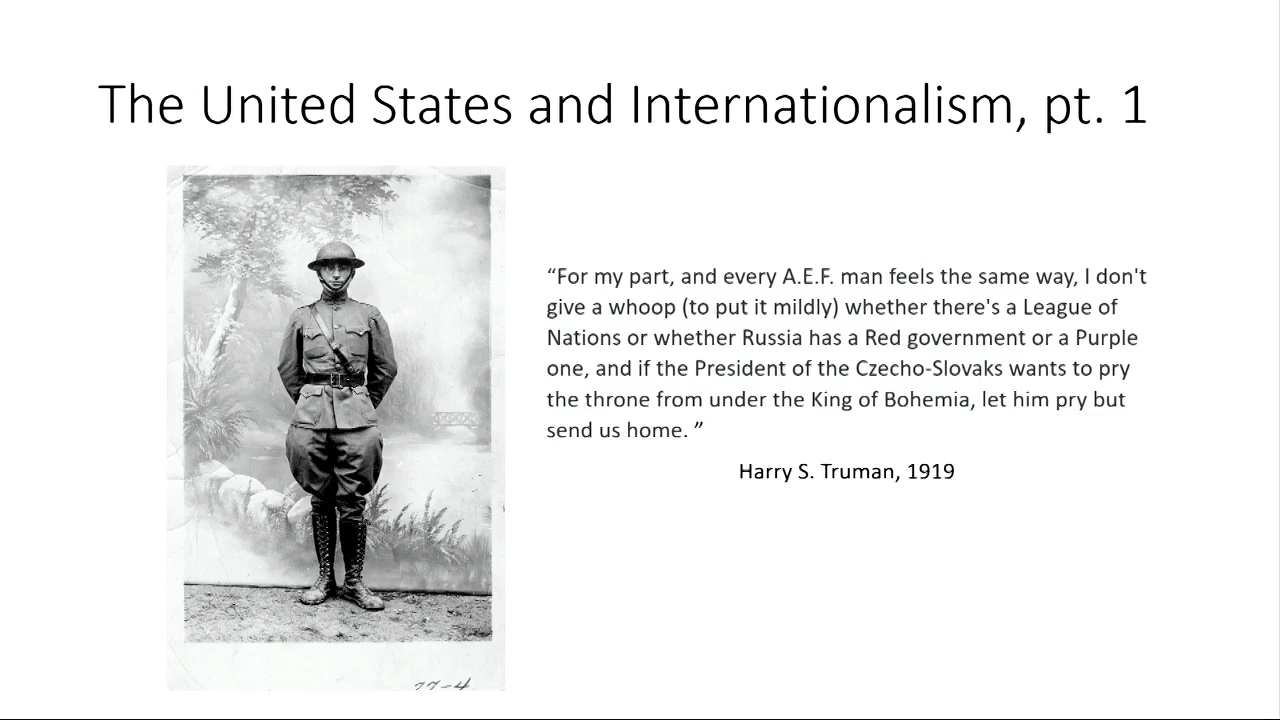 The United States and Internationalism, pt. 1
“For my part, and every A.E.F. man feels the same way, I don't
give a whoop (to put it mildly) whether there's a League of
Nations or whether Russia has a Red government or a Purple
one, and if the President of the Czecho-Slovaks wants to pry
the throne from under the King of Bohemia, let him pry but
send us home. ”
Harry S. Truman, 1919
77-4